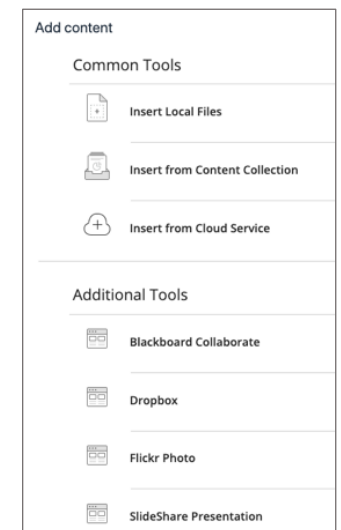 Add content
Common Tools
Insert Local Files
Insert from Content Collection
Insert from Cloud Service
Additional Tools
Blackboard Collaborate
Dropbox
Flickr Photo
SlideShare Presentation